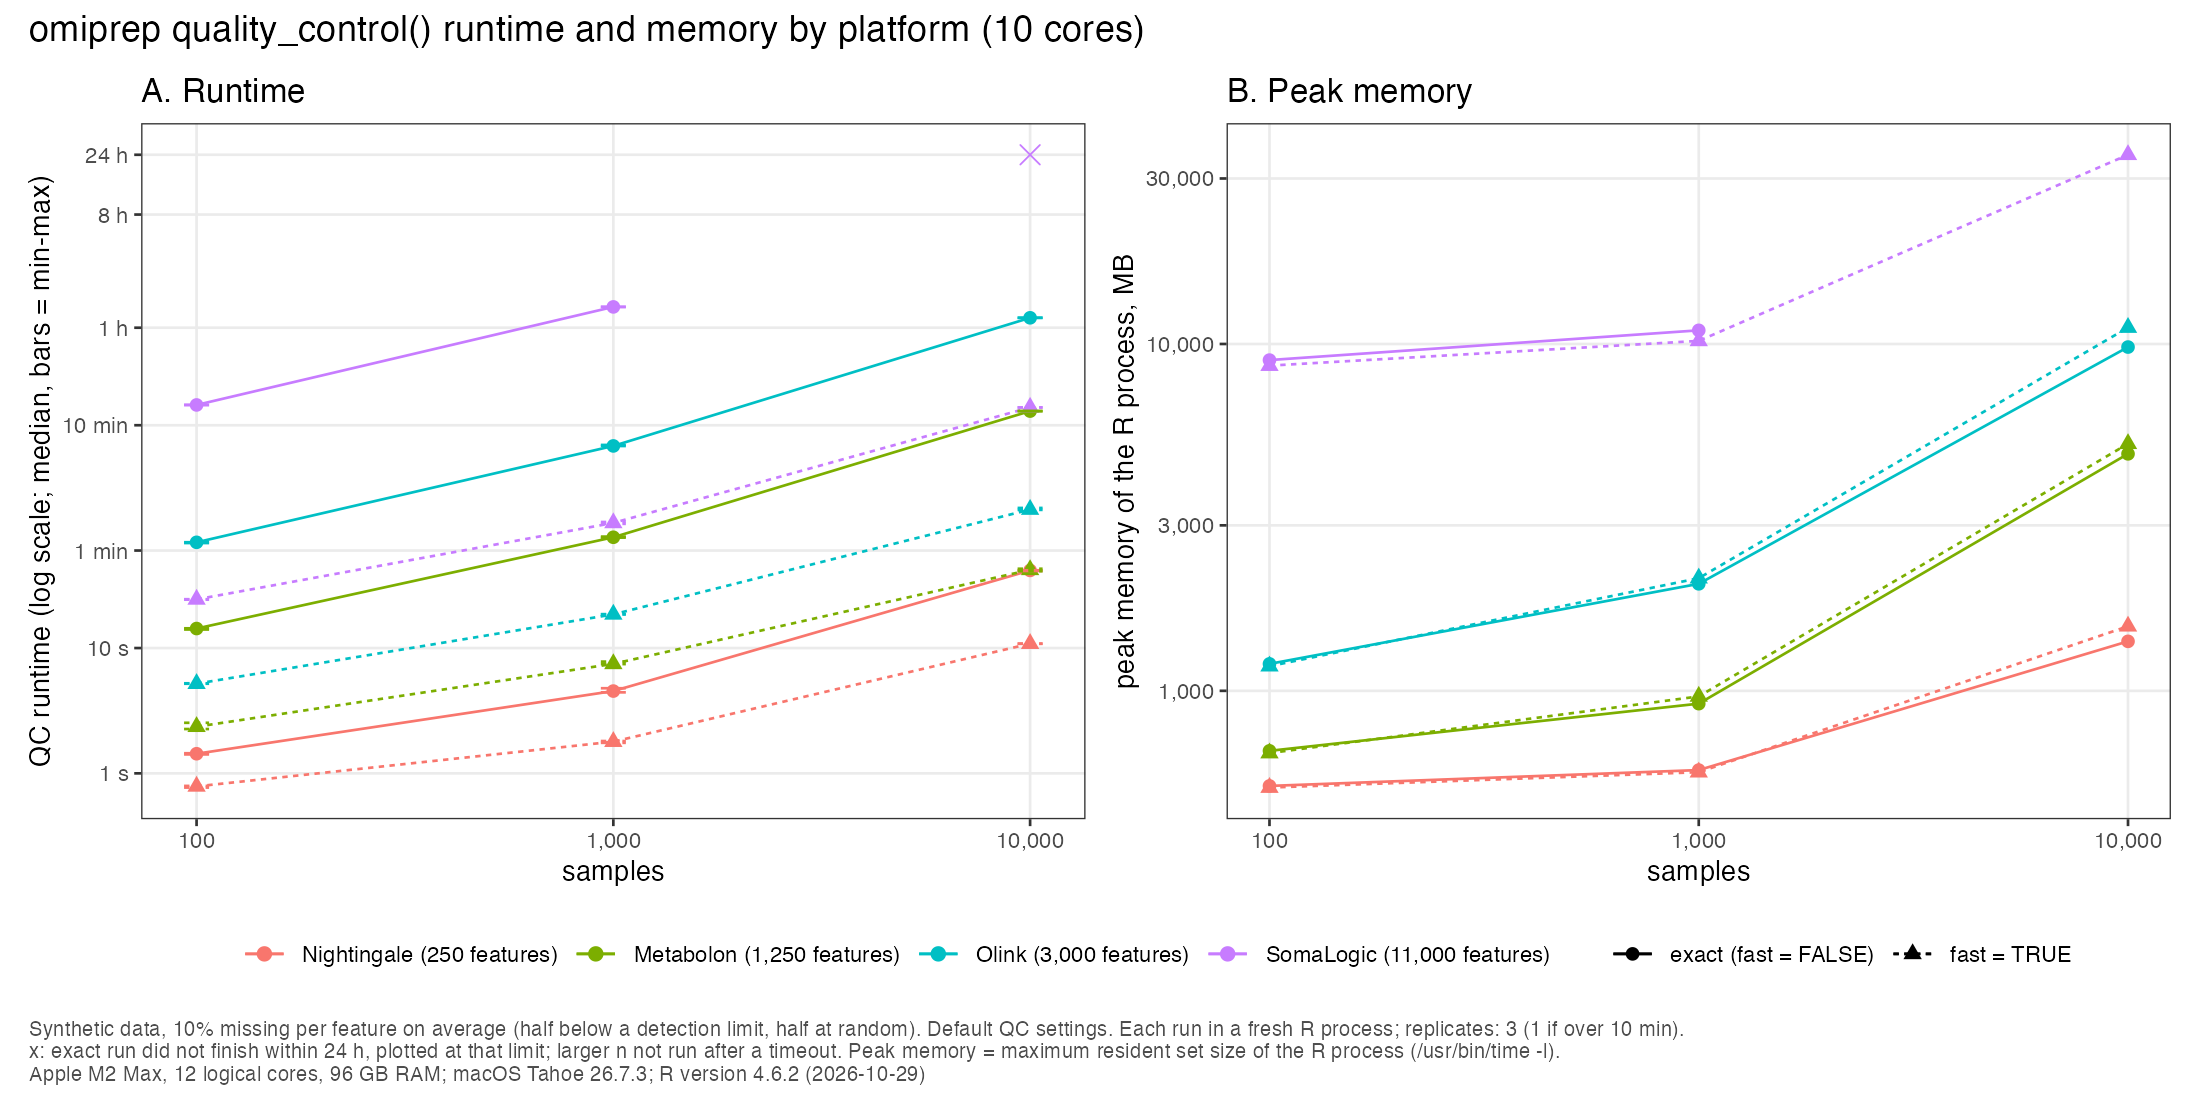 omiprep quality_control() runtime and memory by platform (10 cores)
A. Runtime
QC runtime (log scale; median, bars = min-max)
24 h
8 h
1 h
10 min
1 min
10 s
1 s
100
1,000
10,000
samples
B. Peak memory
peak memory of the R process, MB
30,000
10,000
3,000
1,000
100
1,000
10,000
samples
Nightingale (250 features) Metabolon (1,250 features) Olink (3,000 features) SomaLogic (11,000 features) exact (fast = FALSE) fast = TRUE
Synthetic data, 10% missing per feature on average (half below a detection limit, half at random). Default QC settings. Each run in a fresh R process; replicates: 3 (1 if over 10 min).
x: exact run did not finish within 24 h, plotted at that limit; larger n not run after a timeout. Peak memory = maximum resident set size of the R process (/usr/bin/time -l).
Apple M2 Max, 12 logical cores, 96 GB RAM; macOS Tahoe 26.7.3; R version 4.6.2 (2026-10-29)